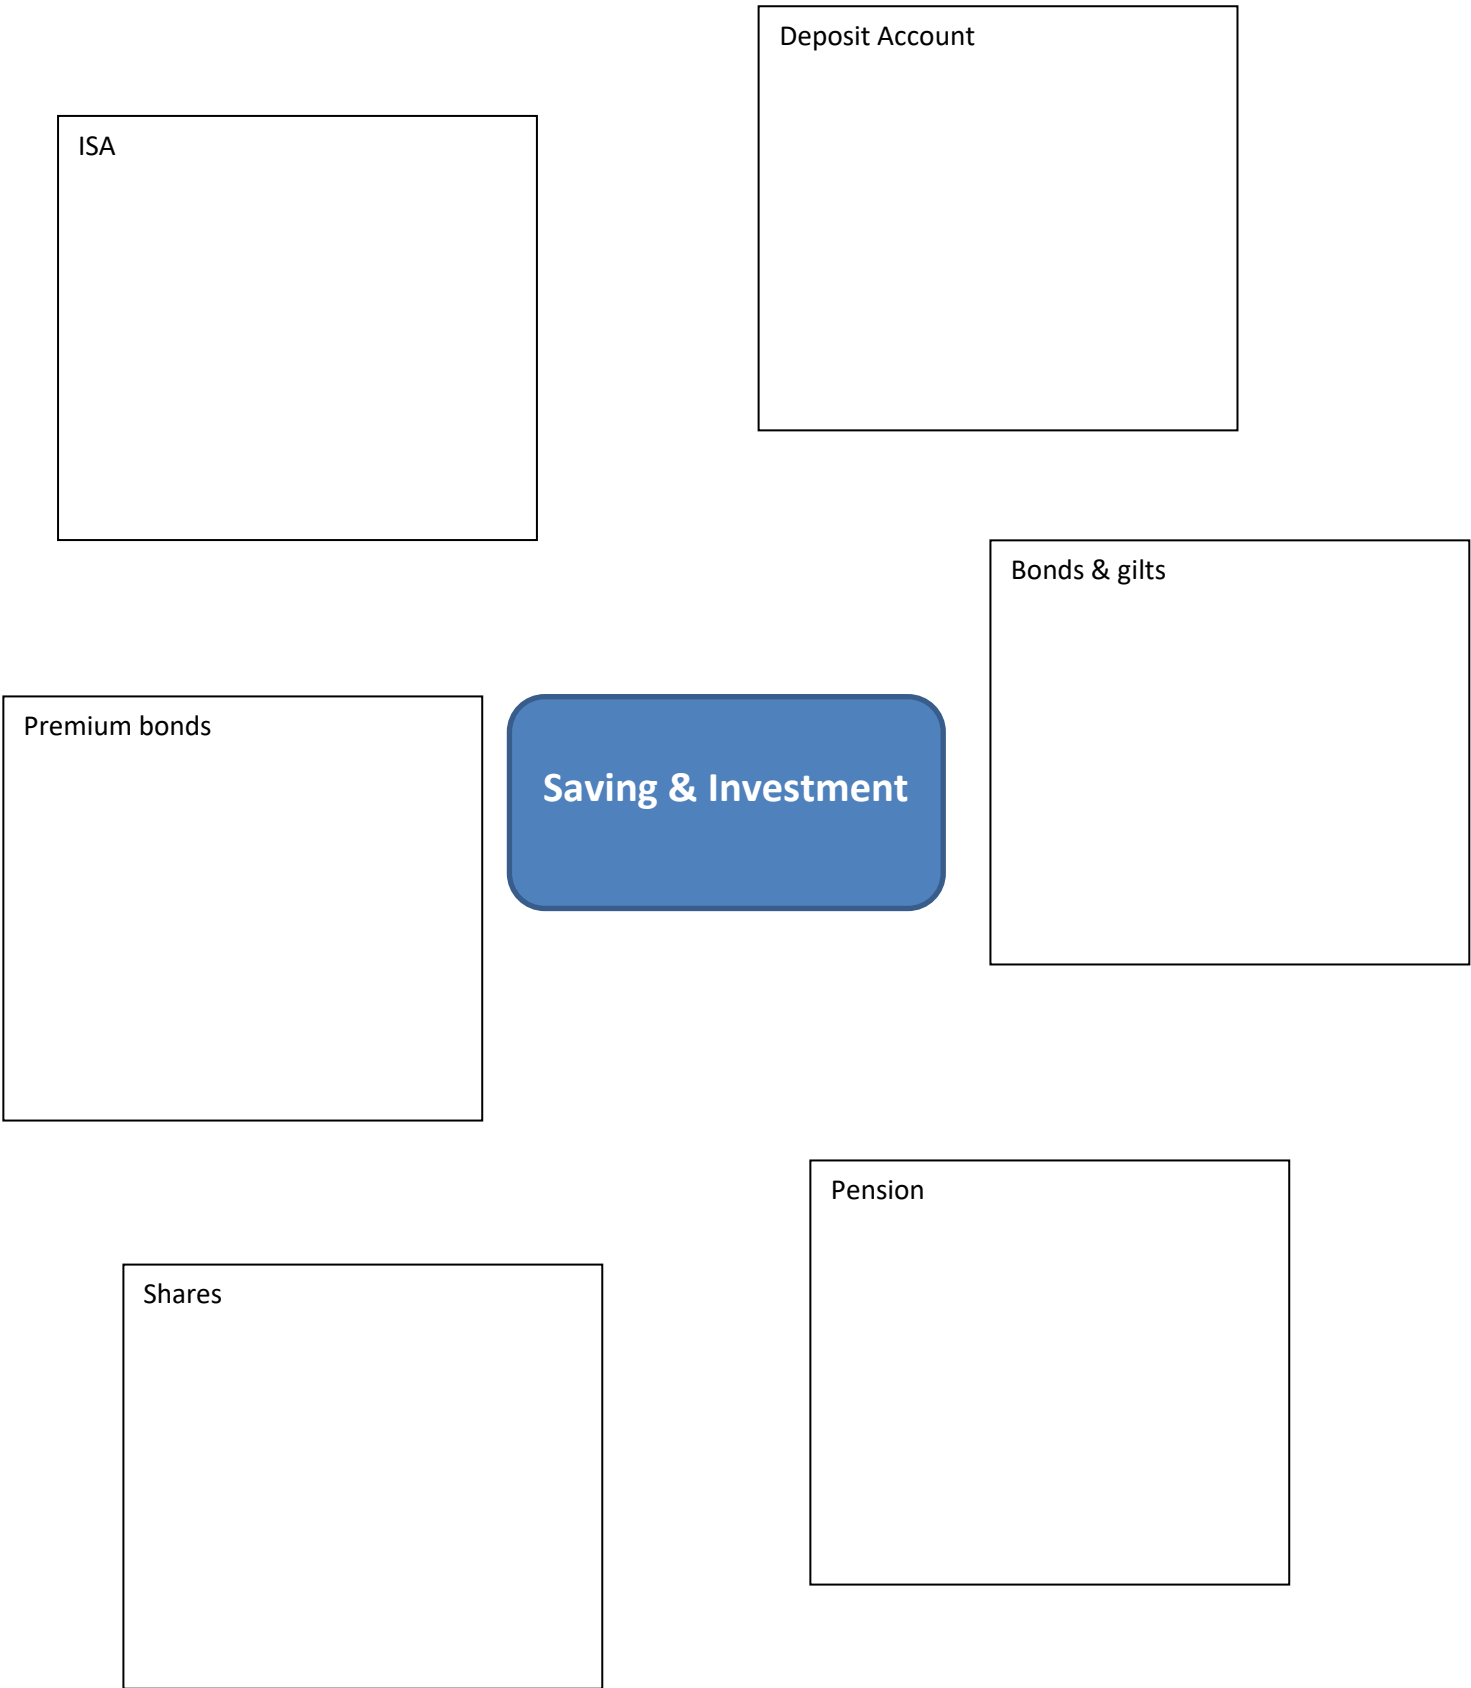 Deposit Account
ISA
Bonds & gilts
Premium bonds
Saving & Investment
Pension
Shares